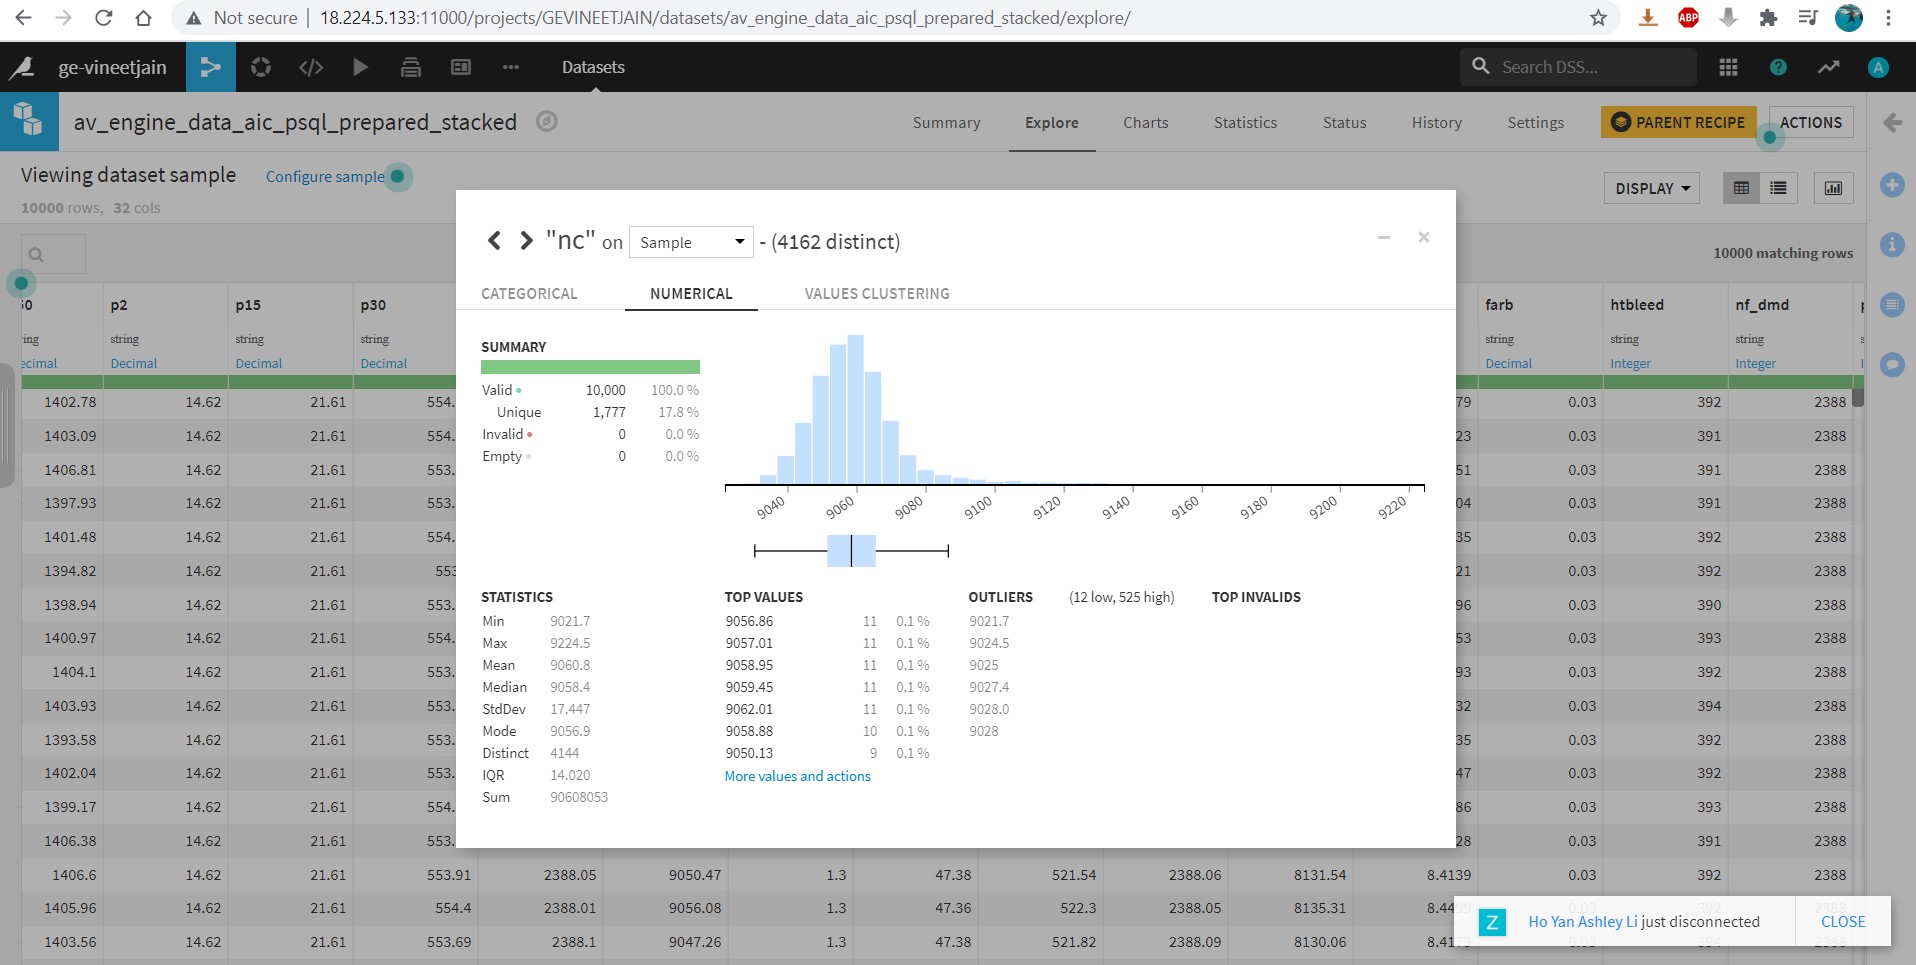 Not secure | 18.224.5.133:11000/projects/GEVINEETJAIN/datasets/av_engine_data_aic_psql_prepared_stacked/explore/
ABP
ge-vineetjain Datasets Search DSS... ? A
av_engine_data_aic_psql_prepared_stacked Summary Explore Charts Statistics Status History Settings PARENT RECIPE ACTIONS
Viewing dataset sample Configure sample DISPLAY
10000 rows, 32 cols
"nc" on Sample - (4162 distinct)
10000 matching rows
CATEGORICAL NUMERICAL VALUES CLUSTERING
p2 p15 p30 farb htbleed nf_dmd
string string string string string string
Decimal Decimal Decimal Decimal Integer Integer
SUMMARY
Valid 10,000 100.0 %
Unique 1,777 17.8 %
Invalid 0 0.0 %
Empty 0 0.0 %
9040 9060 9080 9100 9120 9140 9160 9180 9200 9220
STATISTICS
Min 9021.7
Max 9224.5
Mean 9060.8
Median 9058.4
StdDev 17.447
Mode 9056.9
Distinct 4144
IQR 14.020
Sum 90608053
TOP VALUES
9056.86 11 0.1 %
9057.01 11 0.1 %
9058.95 11 0.1 %
9059.45 11 0.1 %
9062.01 11 0.1 %
9058.88 10 0.1 %
9050.13 9 0.1 %
More values and actions
OUTLIERS (12 low, 525 high)
9021.7
9024.5
9025
9027.4
9028.0
9028
TOP INVALIDS
1402.78 14.62 21.61 554. 79 0.03 392 2388
1403.09 14.62 21.61 554. 23 0.03 391 2388
1406.81 14.62 21.61 553. 51 0.03 391 2388
1397.93 14.62 21.61 553. 04 0.03 391 2388
1401.48 14.62 21.61 554. 35 0.03 392 2388
1394.82 14.62 21.61 553 21 0.03 392 2388
1398.94 14.62 21.61 554. 96 0.03 390 2388
1400.97 14.62 21.61 554. 53 0.03 393 2388
1404.1 14.62 21.61 553. 93 0.03 392 2388
1403.93 14.62 21.61 553. 32 0.03 394 2388
1393.58 14.62 21.61 553. 35 0.03 392 2388
1402.04 14.62 21.61 553. 47 0.03 392 2388
1399.17 14.62 21.61 554. 86 0.03 393 2388
1406.38 14.62 21.61 553. 28 0.03 391 2388
1406.6 14.62 21.61 553.91 2388.05 9050.47 1.3 47.38 521.54 2388.06 8131.54 8.4139 0.03 392 2388
1405.96 14.62 21.61 554.4 2388.01 9056.08 1.3 47.36 522.3 2388.05 8135.31
1403.56 14.62 21.61 553.69 2388.1 9047.26 1.3 47.38 521.82 2388.09 8130.06
Z Ho Yan Ashley Li just disconnected CLOSE